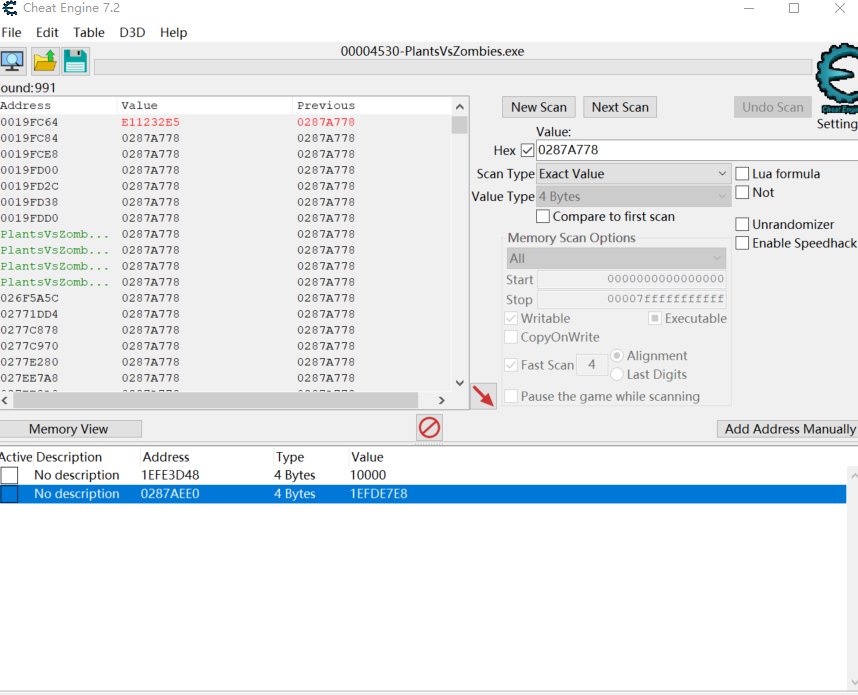 Cheat Engine 7.2
File Edit Table D3D Help
00004530-PlantsVsZombies.exe
ound:991
Address Value Previous
0019FC64 E11232E5 0287A778
0019FC84 0287A778 0287A778
0019FCE8 0287A778 0287A778
0019FD00 0287A778 0287A778
0019FD2C 0287A778 0287A778
0019FD38 0287A778 0287A778
0019FDD0 0287A778 0287A778
PlantsVsZomb... 0287A778 0287A778
PlantsVsZomb... 0287A778 0287A778
PlantsVsZomb... 0287A778 0287A778
PlantsVsZomb... 0287A778 0287A778
026F5A5C 0287A778 0287A778
02771DD4 0287A778 0287A778
0277C878 0287A778 0287A778
0277C970 0287A778 0287A778
0277E280 0287A778 0287A778
027EE7A8 0287A778 0287A778
New Scan Next Scan Undo Scan
Cheat Engine
Setting
Value:
Hex 0287A778
Scan Type Exact Value
Lua formula
Value Type 4 Bytes
Not
Compare to first scan
Unrandomizer
Enable Speedhack
Memory Scan Options
All
Start 0000000000000000
Stop 00007fffffffffff
Writable Executable
CopyOnWrite
Fast Scan 4 Alignment
Last Digits
Pause the game while scanning
Memory View Add Address Manually
Active Description Address Type Value
No description 1EFE3D48 4 Bytes 10000
No description 0287AEE0 4 Bytes 1EFDE7E8